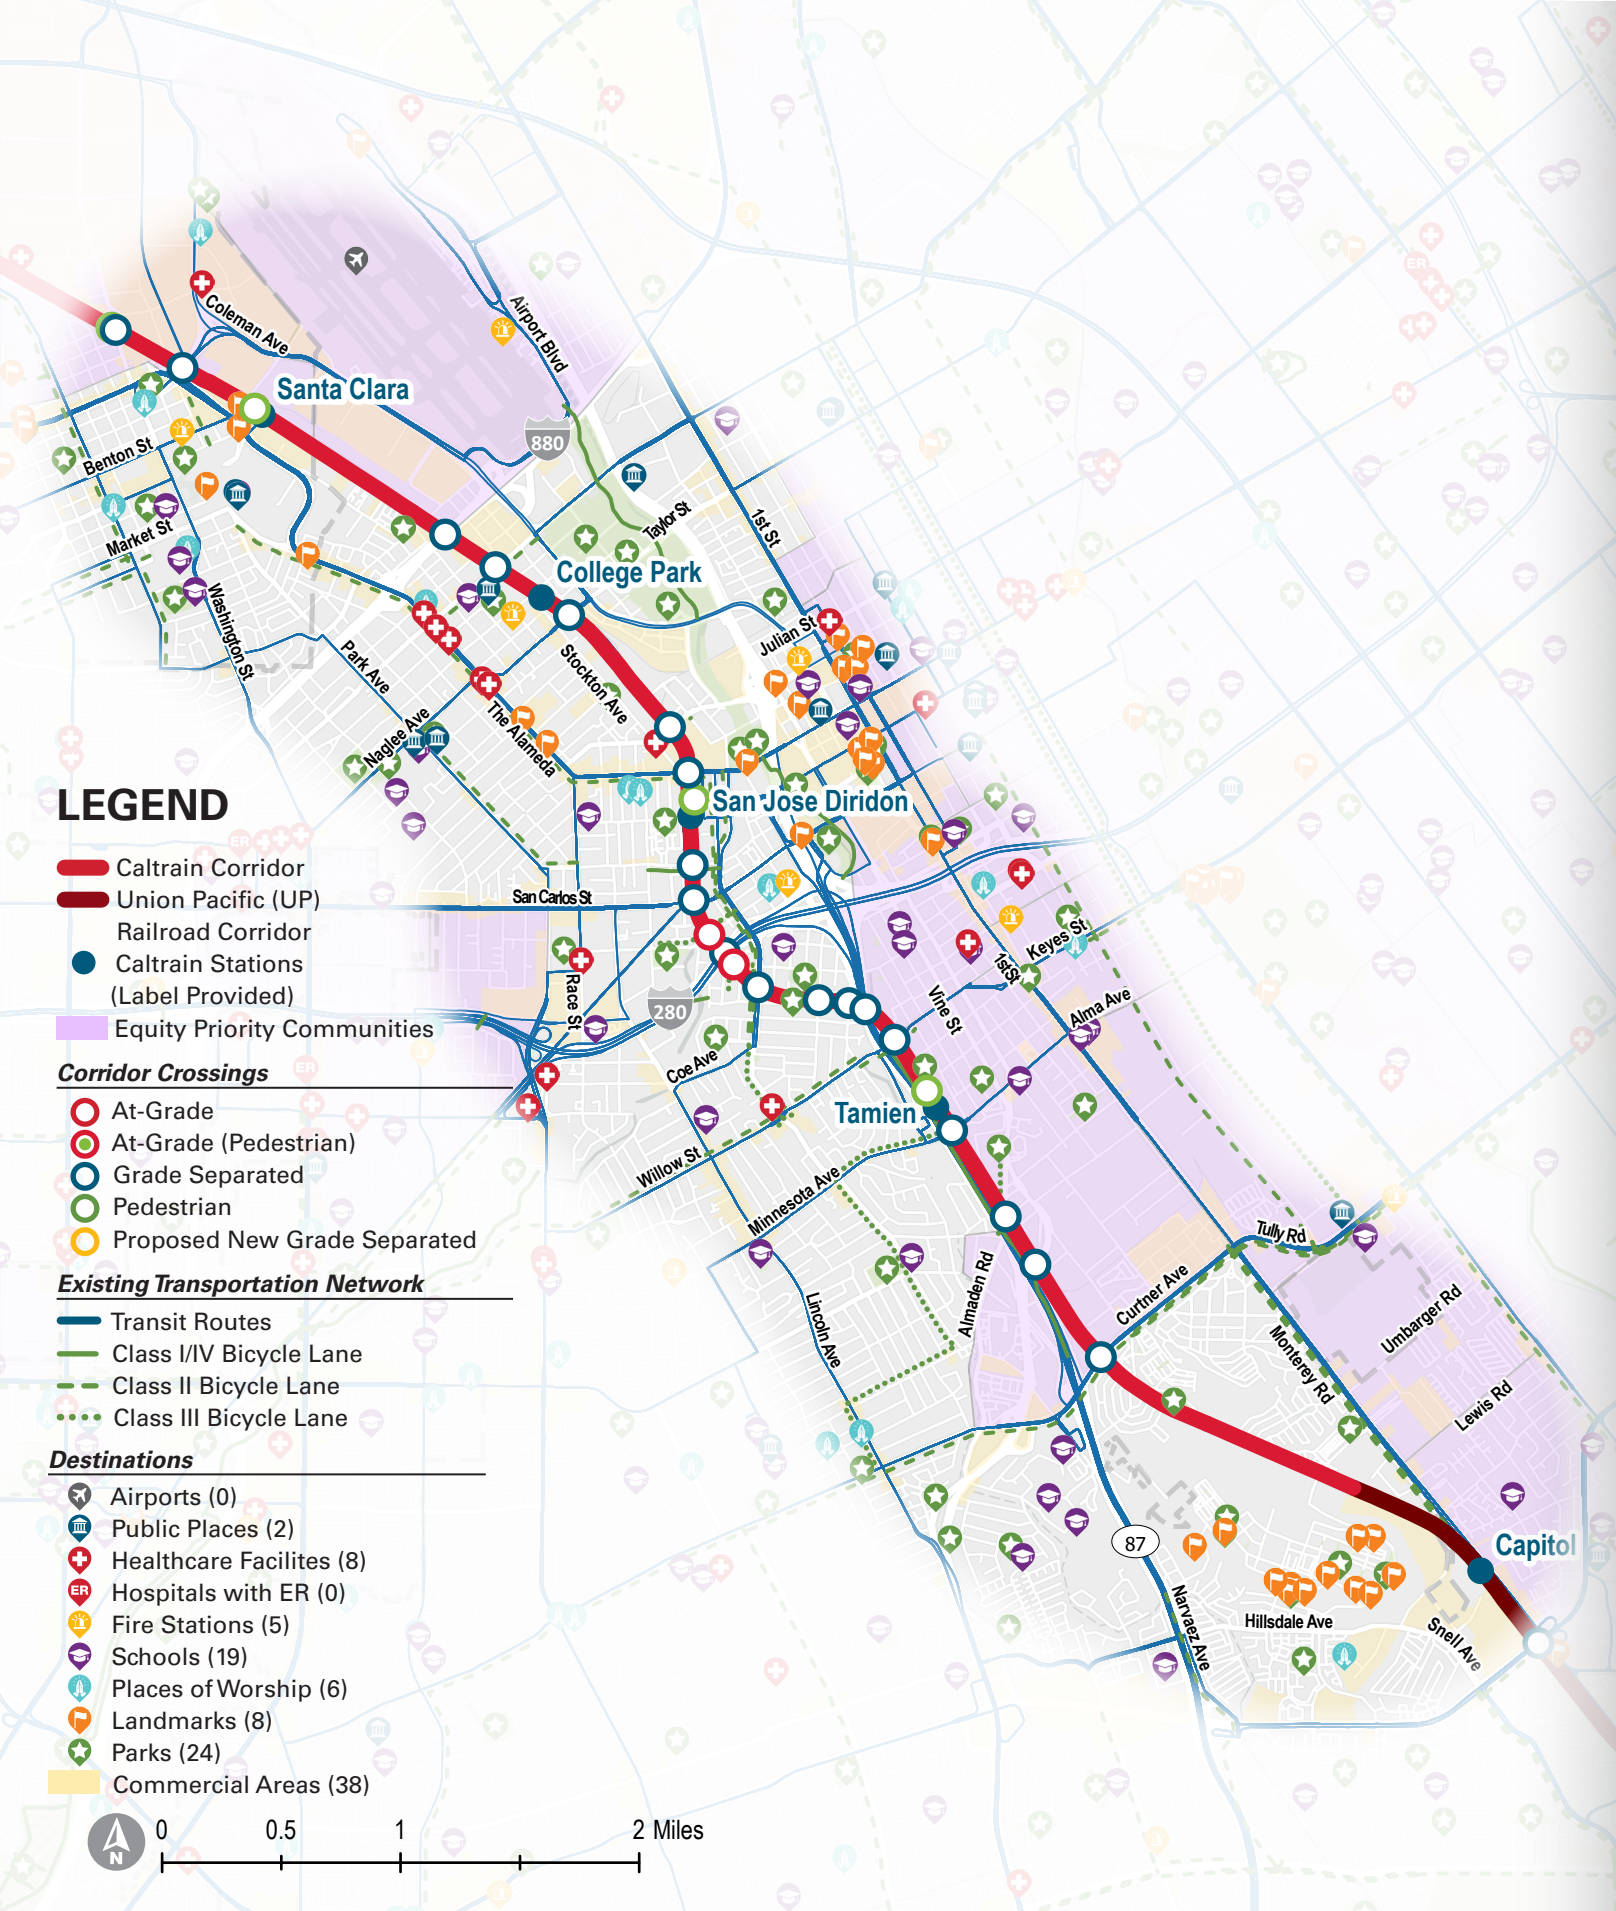 Coleman Ave
Airport Blvd
Santa Clara
880
Benton St
Taylor St
1st St
Market St
College Park
Washington St
Julian St
Park Ave
Stockton Ave
Naglee Ave
The Alameda
San Jose Diridon
San Carlos St
Keyes St
1st St
Race St
280
Vine St
Alma Ave
Coe Ave
Tamien
Willow St
Minnesota Ave
Tully Rd
Almaden Rd
Curtner Ave
Lincoln Ave
Umbarger Rd
Monterey Rd
Lewis Rd
87
Capitol
Narvaez Ave
Hillsdale Ave
Snell Ave
ER
ER
ER
LEGEND
Caltrain Corridor
Union Pacific (UP)
Railroad Corridor
Caltrain Stations
(Label Provided)
Equity Priority Communities
Corridor Crossings
At-Grade
At-Grade (Pedestrian)
Grade Separated
Pedestrian
Proposed New Grade Separated
Existing Transportation Network
Transit Routes
Class I/IV Bicycle Lane
Class II Bicycle Lane
Class III Bicycle Lane
Destinations
Airports (0)
Public Places (2)
Healthcare Facilites (8)
ER Hospitals with ER (0)
Fire Stations (5)
Schools (19)
Places of Worship (6)
Landmarks (8)
Parks (24)
Commercial Areas (38)
N
0 0.5 1 2 Miles